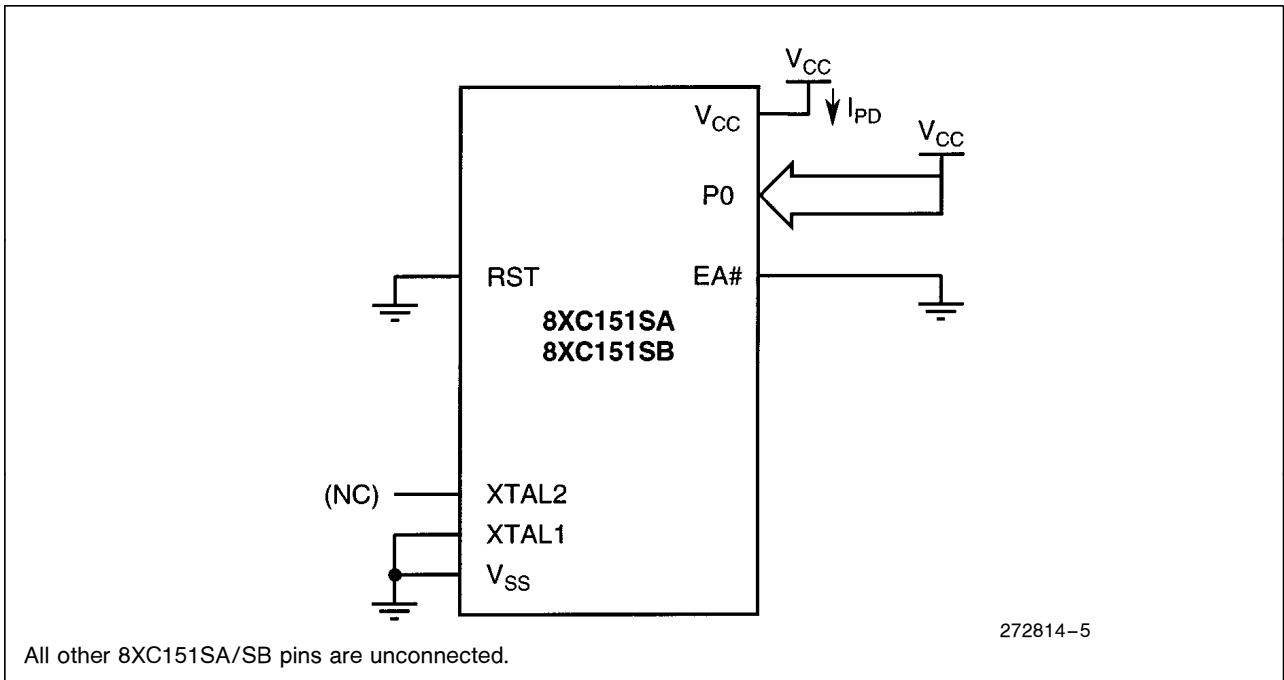 V_CC
V_CC
I_PD
V_CC
P0
RST
EA#
8XC151SA
8XC151SB
(NC)
XTAL2
XTAL1
V_SS
272814–5
All other 8XC151SA/SB pins are unconnected.